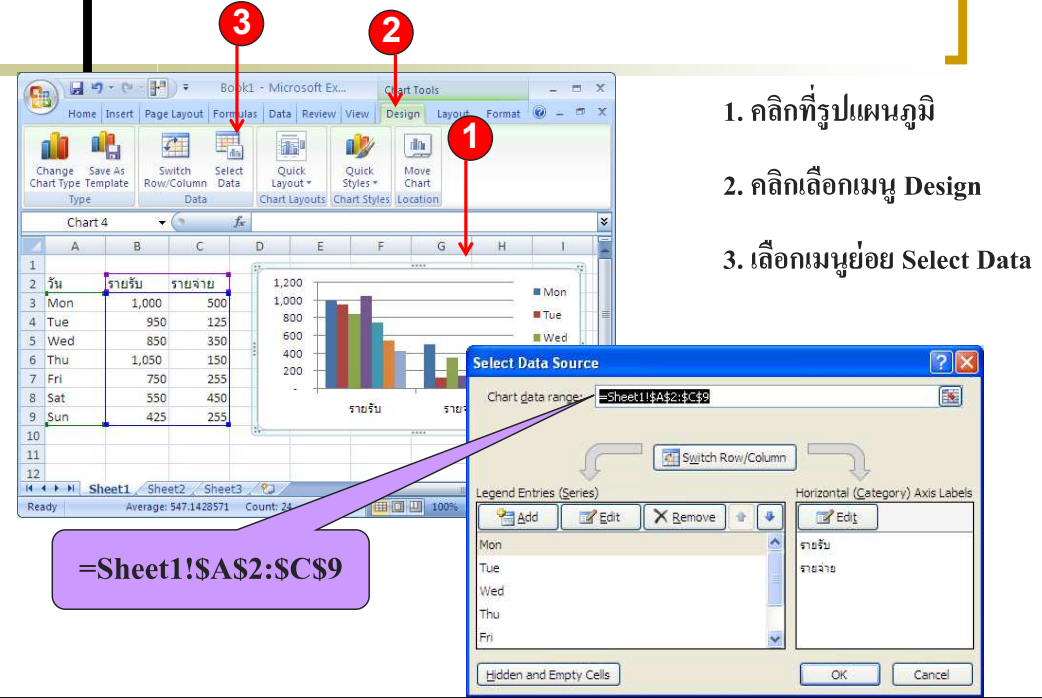 3
2
Book1 - Microsoft Ex...
Chart Tools
Home Insert Page Layout Formulas Data Review View Design Layout Format
1
Change Chart Type
Save As Template
Switch Row/Column
Select Data
Quick Layout
Quick Styles
Move Chart
Type Data Chart Layouts Chart Styles Location
Chart 4
fx
A B C D E F G H I
1
2 วัน รายรับ รายจ่าย
3 Mon 1,000 500
4 Tue 950 125
5 Wed 850 350
6 Thu 1,050 150
7 Fri 750 255
8 Sat 550 450
9 Sun 425 255
10
11
12
1,200
1,000
800
600
400
200
-
รายรับ
Mon
Tue
Wed
Sheet1 Sheet2 Sheet3
Ready Average: 547.1428571 Count: 24 100%
1. คลิกที่รูปแผนภูมิ
2. คลิกเลือกเมนู Design
3. เลือกเมนูย่อย Select Data
Select Data Source
Chart data range: =Sheet1!$A$2:$C$9
Switch Row/Column
Legend Entries (Series)
Add Edit Remove
Mon
Tue
Wed
Thu
Fri
Horizontal (Category) Axis Labels
Edit
รายรับ
รายจ่าย
Hidden and Empty Cells
OK Cancel
=Sheet1!$A$2:$C$9